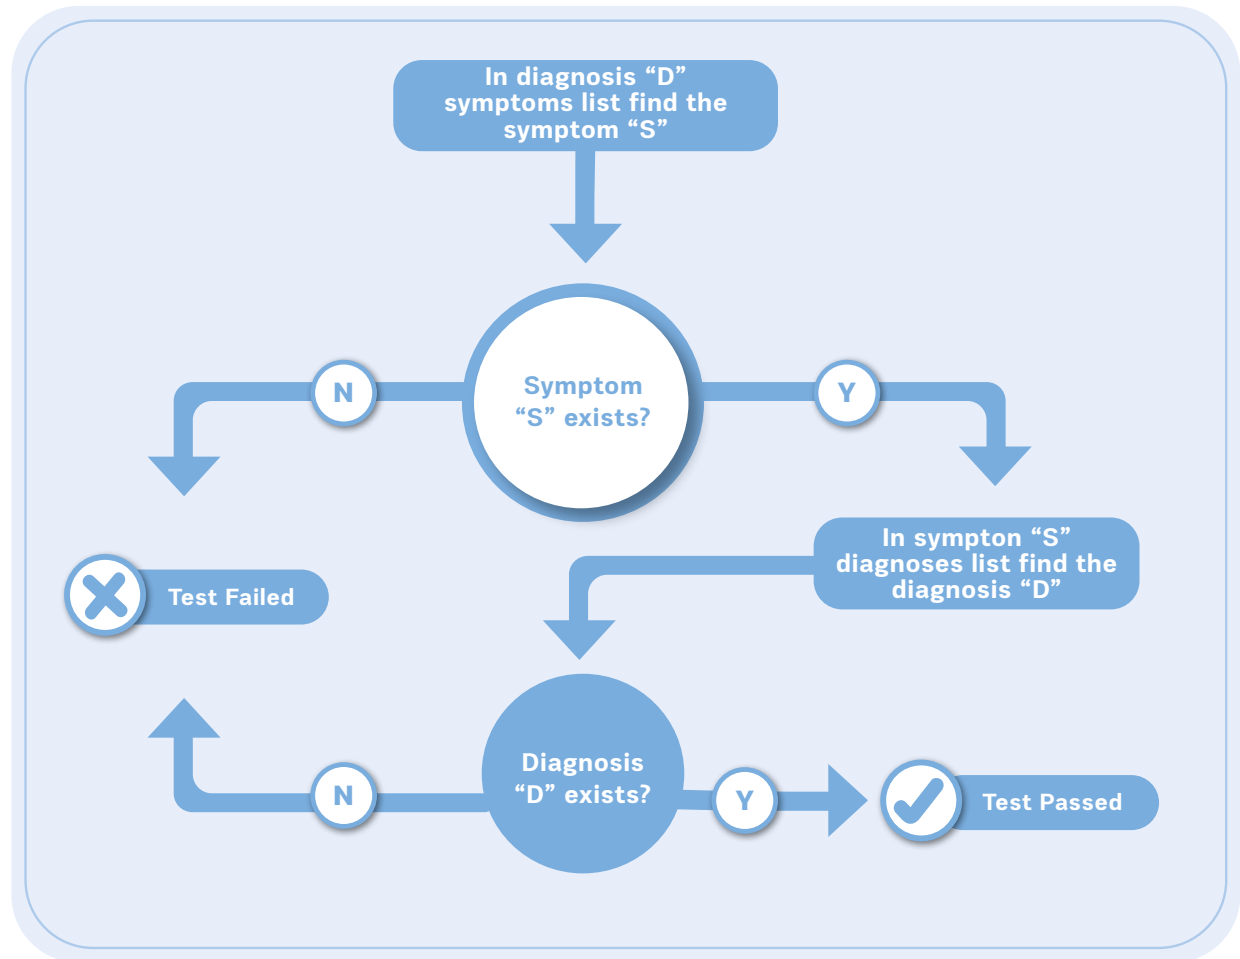 In diagnosis “D”
symptoms list find the
symptom “S”
Symptom
“S” exists?
N
Y
In sympton “S”
diagnoses list find the
diagnosis “D”
Test Failed
Diagnosis
“D” exists?
N
Y
Test Passed